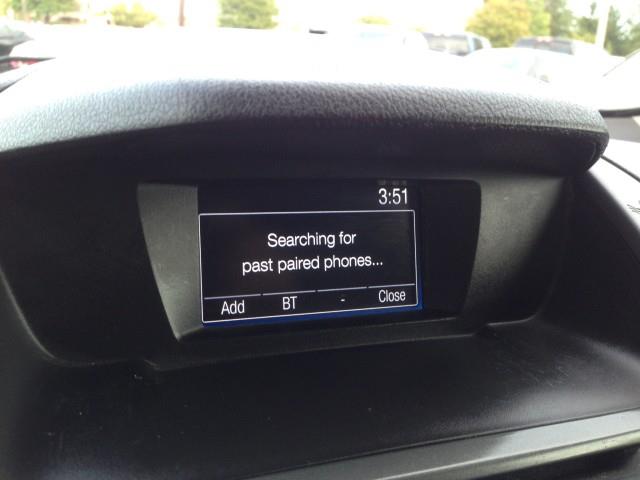 3:51
Searching for
past paired phones...
Add BT - Close